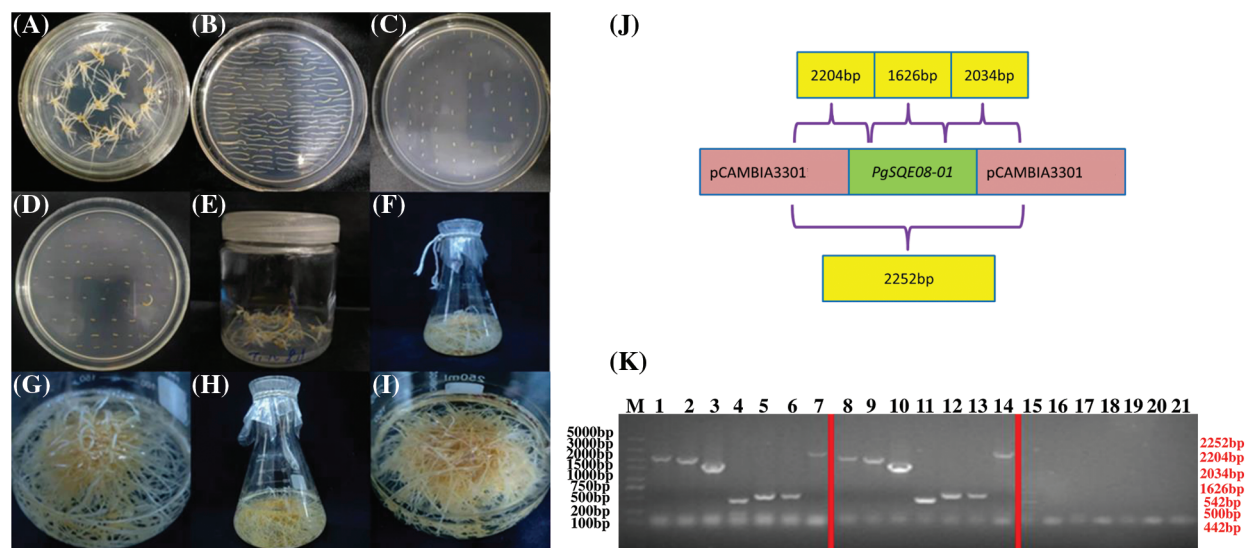 (A)
(B)
(C)
(D)
(E)
(F)
(G)
(H)
250ml
(I)
(J)
2204bp 1626bp 2034bp
pCAMBIA3301 PgSQE08-01 pCAMBIA3301
2252bp
(K)
M 1 2 3 4 5 6 7 8 9 10 11 12 13 14 15 16 17 18 19 20 21
5000bp
3000bp
2000bp
1500bp
1000bp
750bp
500bp
200bp
100bp
2252bp
2204bp
2034bp
1626bp
542bp
500bp
442bp